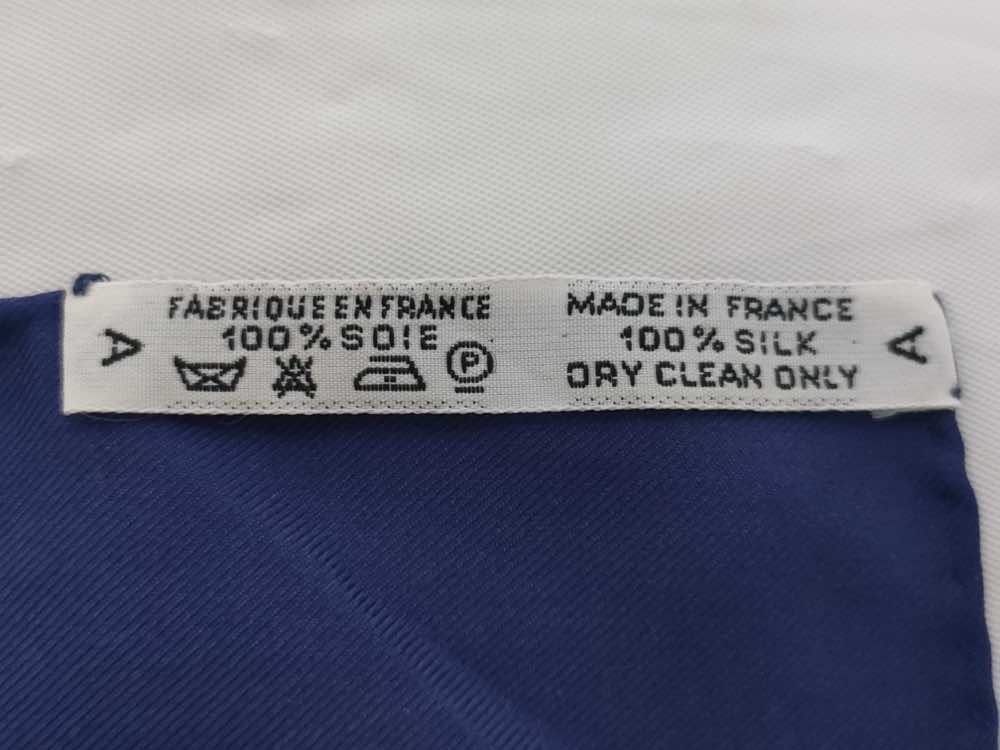 A
FABRIQUE EN FRANCE
100% SOIE
P
MADE IN FRANCE
100% SILK
DRY CLEAN ONLY
A